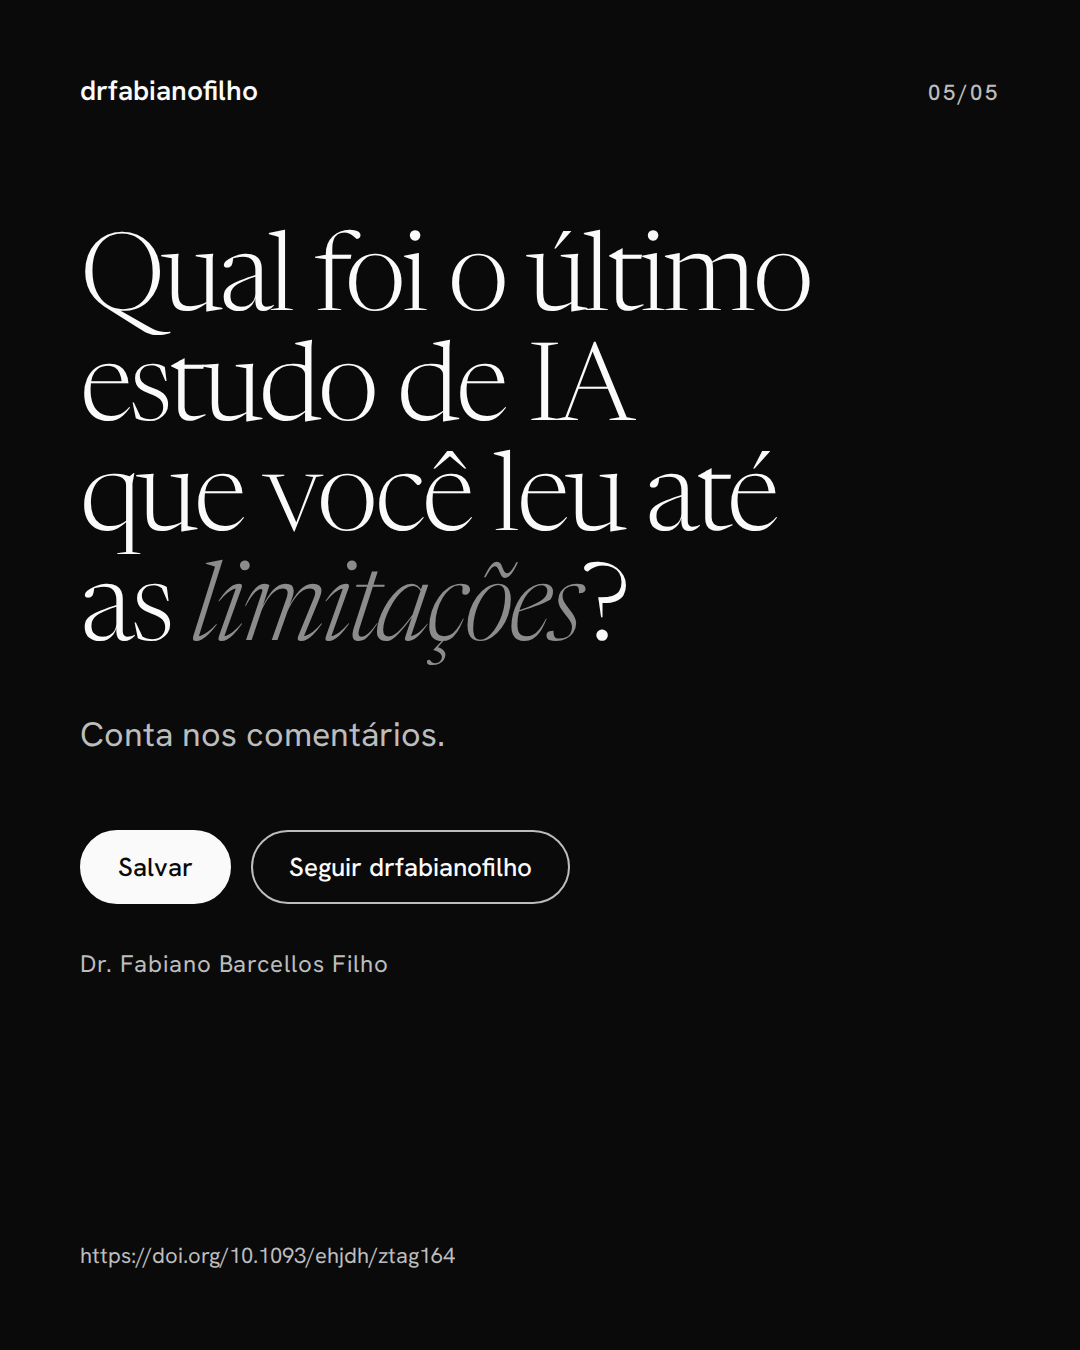 drfabianofilho
05/05
Qual foi o último
estudo de IA
que você leu até
as limitações?
Conta nos comentários.
Salvar
Seguir drfabianofilho
Dr. Fabiano Barcellos Filho
https://doi.org/10.1093/ehjdh/ztag164